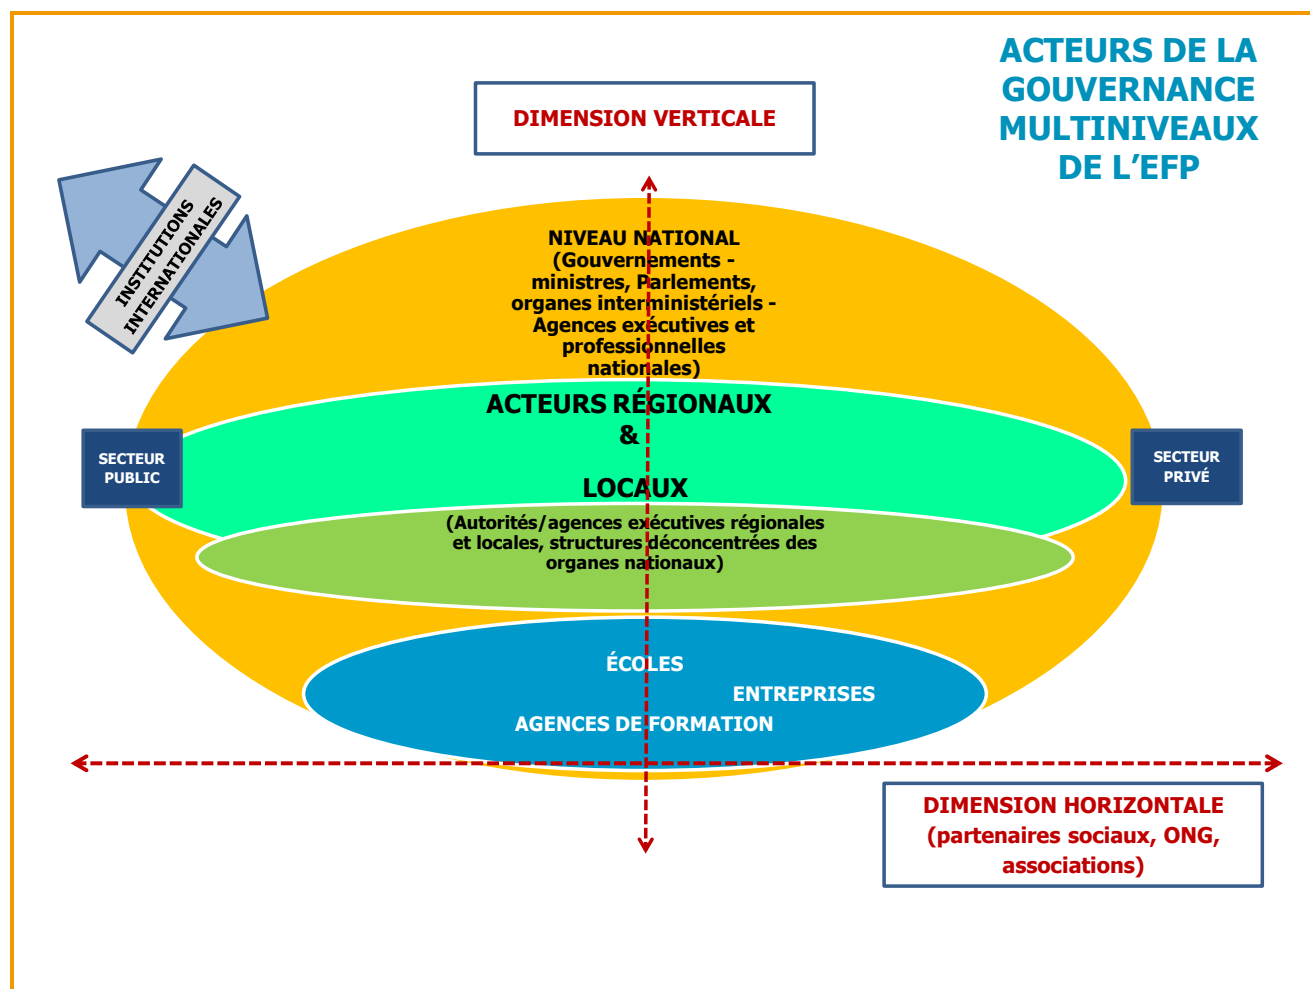 ACTEURS DE LA
GOUVERNANCE
MULTINIVEAUX
DE L’EFP
DIMENSION VERTICALE
INSTITUTIONS
INTERNATIONALES
NIVEAU NATIONAL
(Gouvernements -
ministres, Parlements,
organes interministériels -
Agences exécutives et
professionnelles
nationales)
ACTEURS RÉGIONAUX
&
LOCAUX
SECTEUR
PUBLIC
SECTEUR
PRIVÉ
(Autorités/agences exécutives régionales
et locales, structures déconcentrées des
organes nationaux)
ÉCOLES
ENTREPRISES
AGENCES DE FORMATION
DIMENSION HORIZONTALE
(partenaires sociaux, ONG,
associations)